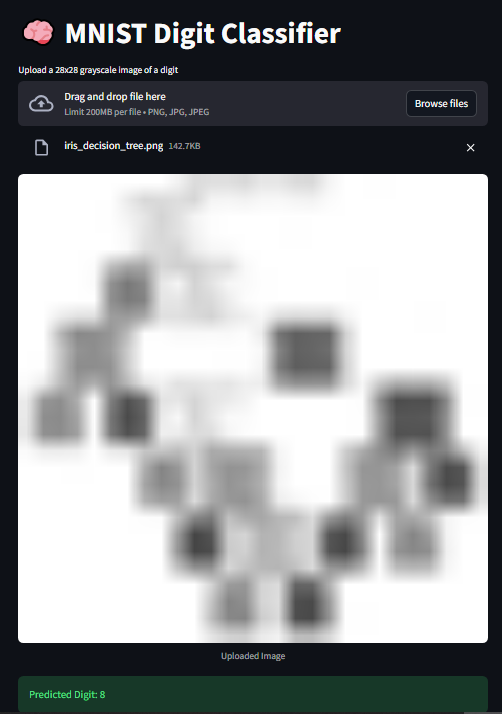 MNIST Digit Classifier
Upload a 28x28 grayscale image of a digit
Drag and drop file here
Limit 200MB per file • PNG, JPG, JPEG
Browse files
iris_decision_tree.png 142.7KB
Uploaded Image
Predicted Digit: 8